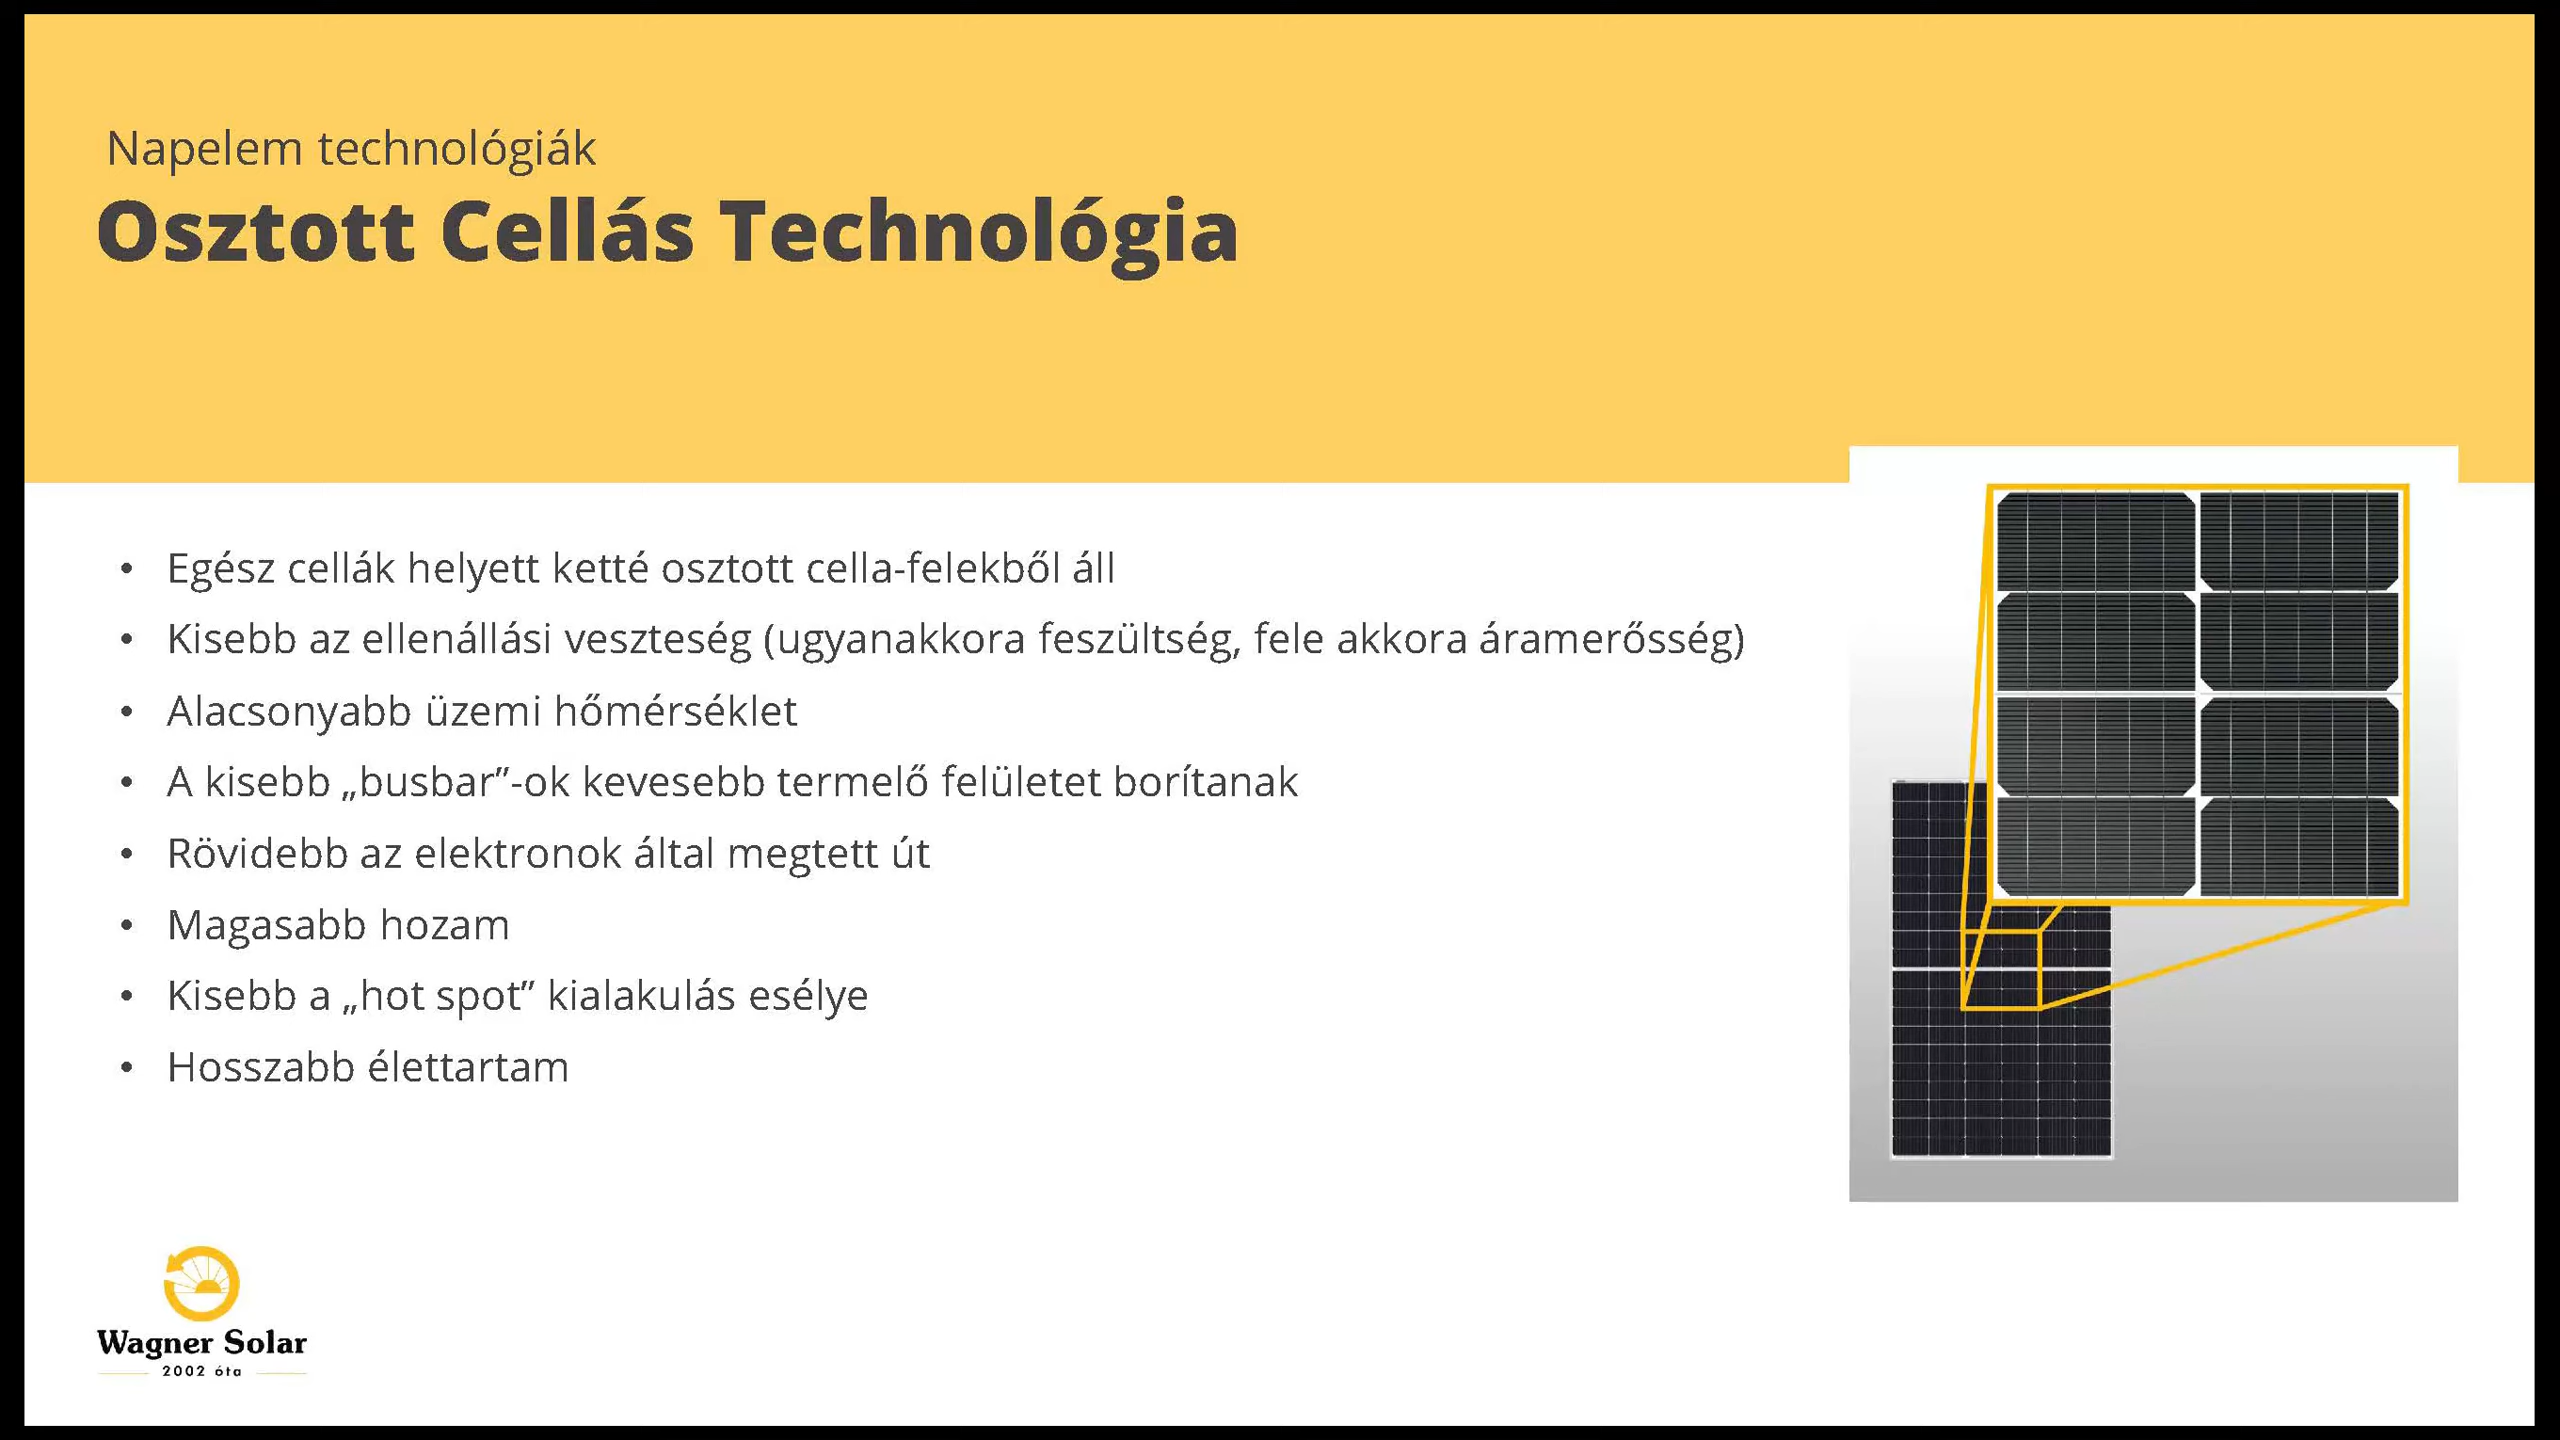 Napelem technológiák
Osztott Cellás Technológia
• Egész cellák helyett ketté osztott cella-felekből áll
• Kisebb az ellenállási veszteség (ugyanakkora feszültség, fele akkora áramerősség)
• Alacsonyabb üzemi hőmérséklet
• A kisebb „busbar”-ok kevesebb termelő felületet borítanak
• Rövidebb az elektronok által megtett út
• Magasabb hozam
• Kisebb a „hot spot” kialakulás esélye
• Hosszabb élettartam
Wagner Solar
2002 óta